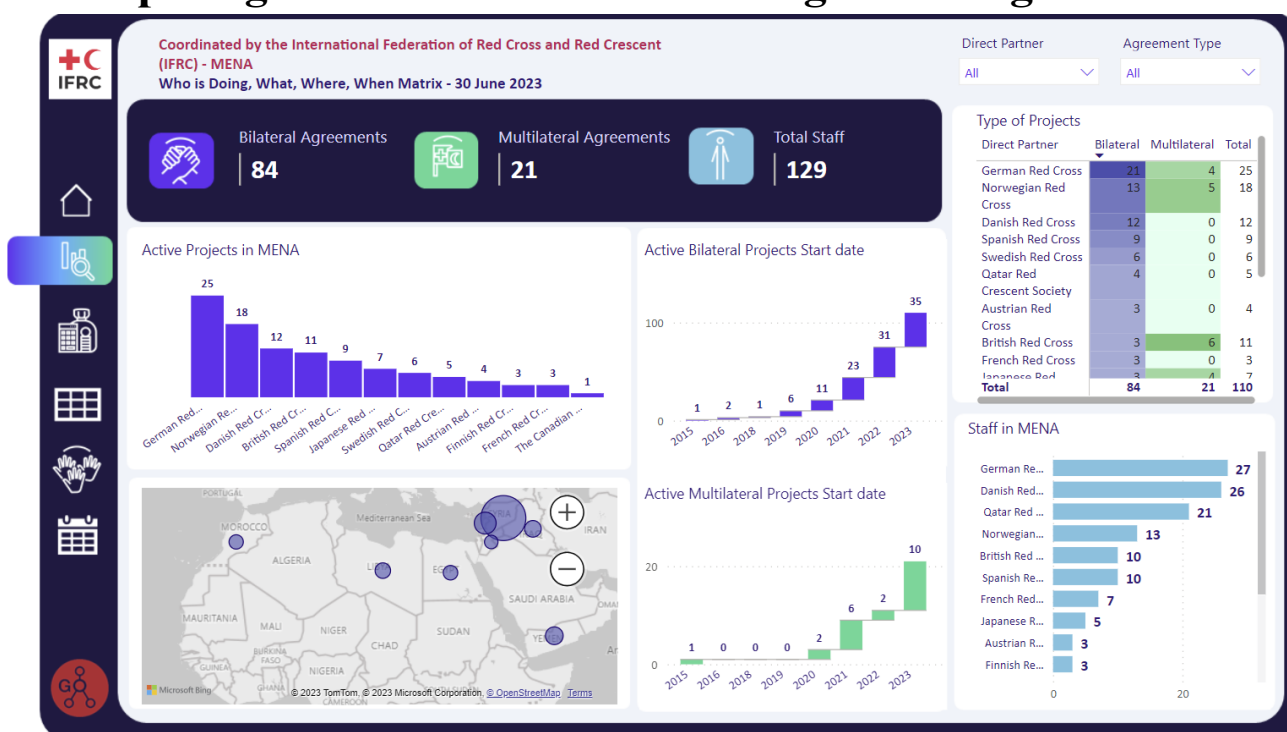 IFRC
Coordinated by the International Federation of Red Cross and Red Crescent
(IFRC) - MENA
Who is Doing, What, Where, When Matrix - 30 June 2023
Direct Partner
All
Agreement Type
All
Bilateral Agreements
84
Multilateral Agreements
21
Total Staff
129
Type of Projects
Direct Partner Bilateral Multilateral Total
German Red Cross 21 4 25
Norwegian Red 13 5 18
Cross
Danish Red Cross 12 0 12
Spanish Red Cross 9 0 9
Swedish Red Cross 6 0 6
Qatar Red 4 0 5
Crescent Society
Austrian Red 3 0 4
Cross
British Red Cross 3 6 11
French Red Cross 3 0 3
Japanese Red 3 4 7
Total 84 21 110
Active Projects in MENA
25
18
12
11
9
7
6
5
4
3
3
1
German Red...
Norwegian Re...
Danish Red Cr...
British Red Cr...
Spanish Red C...
Japanese Red ...
Swedish Red C...
Qatar Red Cre...
Austrian Red ...
Finnish Red Cr...
French Red Cr...
The Canadian ...
Active Bilateral Projects Start date
100
0
1
2
1
6
11
23
31
35
2015
2016
2018
2019
2020
2021
2022
2023
Active Multilateral Projects Start date
20
0
1
0
0
0
2
6
2
10
2015
2016
2018
2019
2020
2021
2022
2023
Staff in MENA
German Re... 27
Danish Red... 26
Qatar Red ... 21
Norwegian... 13
British Red ... 10
Spanish Re... 10
French Red... 7
Japanese R... 5
Austrian R... 3
Finnish Re... 3
0 20
PORTUGAL
Mediterranean Sea
SYRIA
IRAN
MOROCCO
ALGERIA
SAUDI ARABIA
MAURITANIA
MALI
NIGER
CHAD
SUDAN
BURKINA
FASO
GUINEA
NIGERIA
GHANA
CAMEROON
Microsoft Bing
© 2023 TomTom, © 2023 Microsoft Corporation, © OpenStreetMap Terms
GO